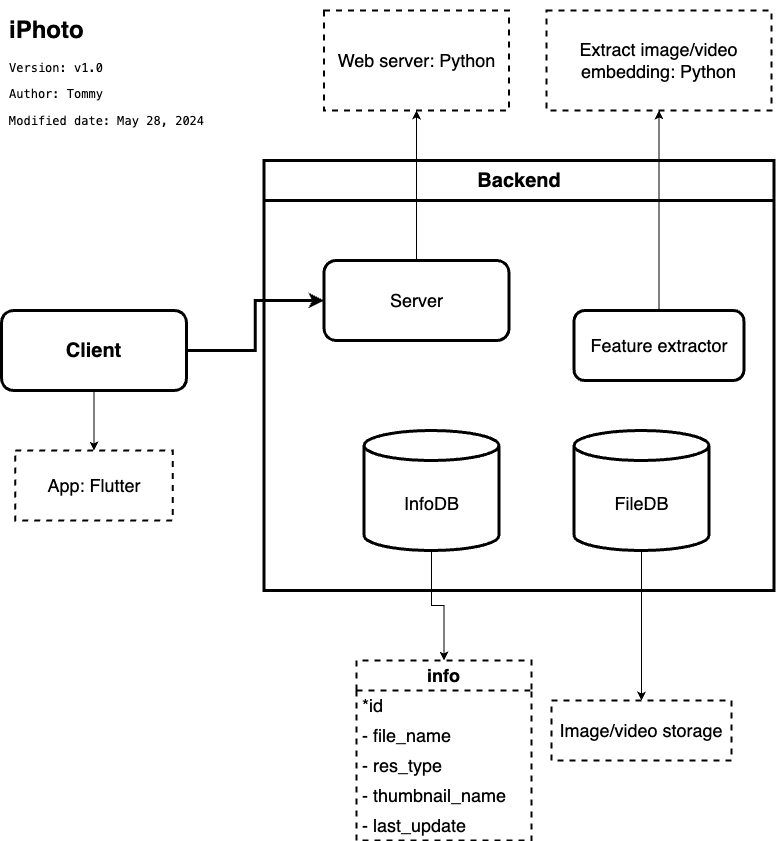 iPhoto
Version: v1.0
Author: Tommy
Modified date: May 28, 2024
Web server: Python
Extract image/video
embedding: Python
Backend
Server
Client
Feature extractor
App: Flutter
InfoDB
FileDB
info
*id
- file_name
- res_type
- thumbnail_name
- last_update
Image/video storage